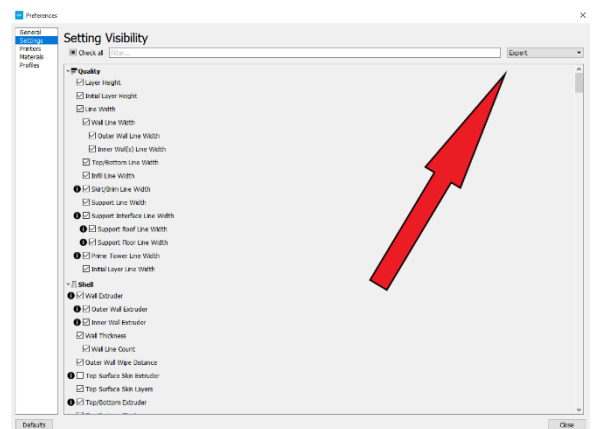 Preferences
General
Settings
Printers
Materials
Profiles
Setting Visibility
Check all
Filter...
Expert
Quality
Layer Height
Initial Layer Height
Line Width
Wall Line Width
Outer Wall Line Width
Inner Wall(s) Line Width
Top/Bottom Line Width
Infill Line Width
Skirt/Brim Line Width
Support Line Width
Support Interface Line Width
Support Roof Line Width
Support Floor Line Width
Prime Tower Line Width
Initial Layer Line Width
Shell
Wall Extruder
Outer Wall Extruder
Inner Wall Extruder
Wall Thickness
Wall Line Count
Outer Wall Wipe Distance
Top Surface Skin Extruder
Top Surface Skin Layers
Top/Bottom Extruder
Defaults
Close